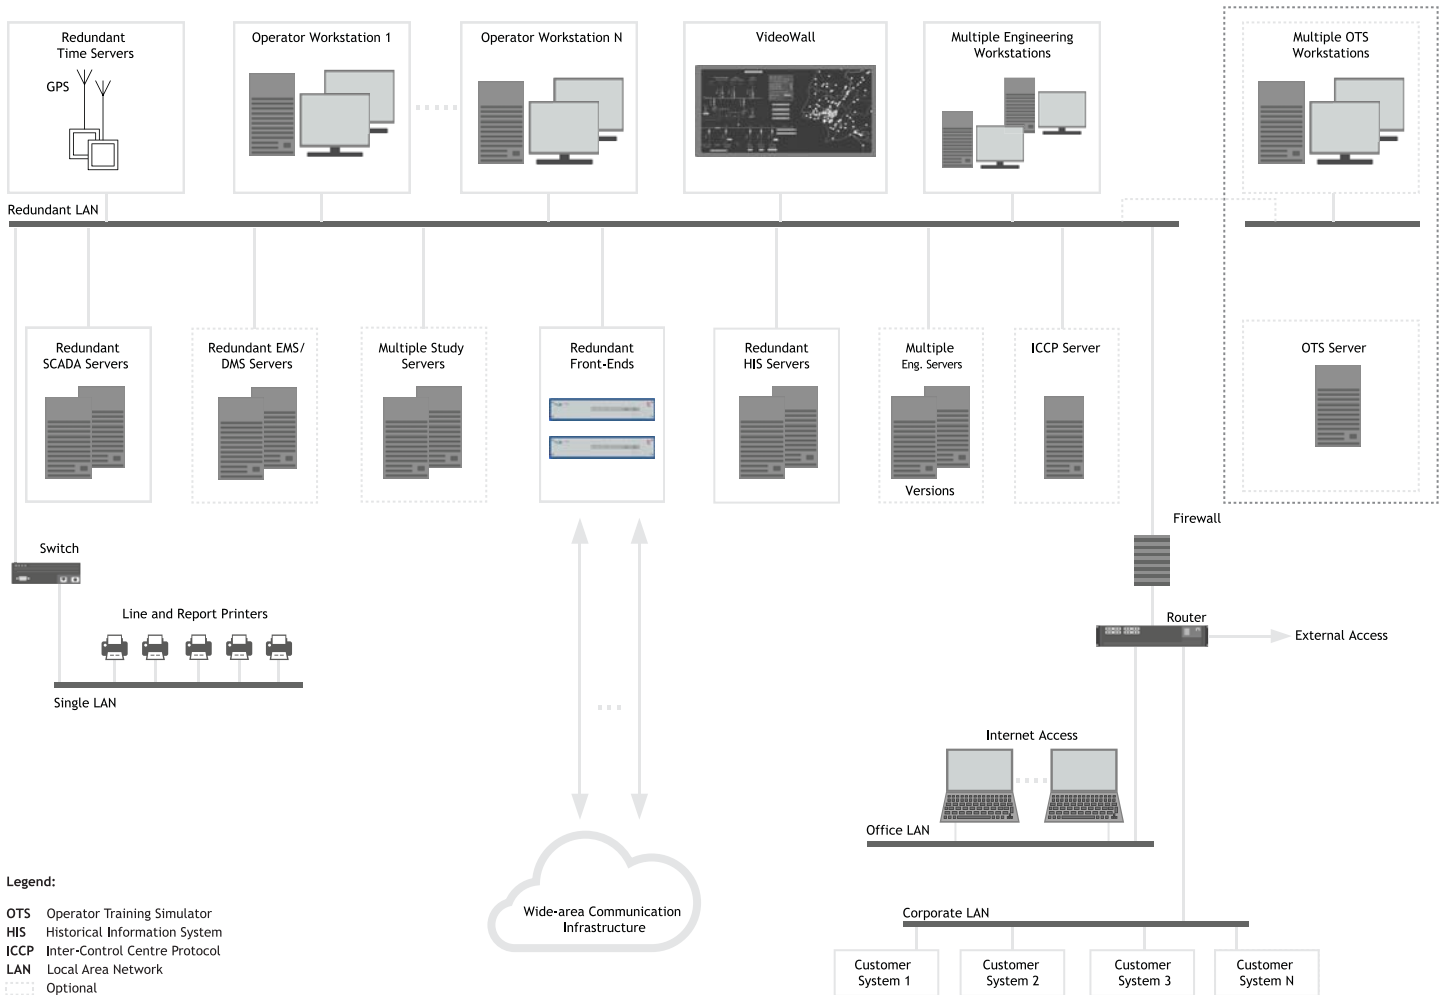 Redundant
Time Servers
GPS
Operator Workstation 1
Operator Workstation N
VideoWall
Multiple Engineering
Workstations
Multiple OTS
Workstations
Redundant LAN
Redundant
SCADA Servers
Redundant EMS/
DMS Servers
Multiple Study
Servers
Redundant
Front-Ends
Redundant
HIS Servers
Multiple
Eng. Servers
Versions
ICCP Server
OTS Server
Switch
Line and Report Printers
Single LAN
Firewall
Router
External Access
Internet Access
Office LAN
Wide-area Communication
Infrastructure
Corporate LAN
Customer
System 1
Customer
System 2
Customer
System 3
Customer
System N
Legend:
OTS Operator Training Simulator
HIS Historical Information System
ICCP Inter-Control Centre Protocol
LAN Local Area Network
Optional